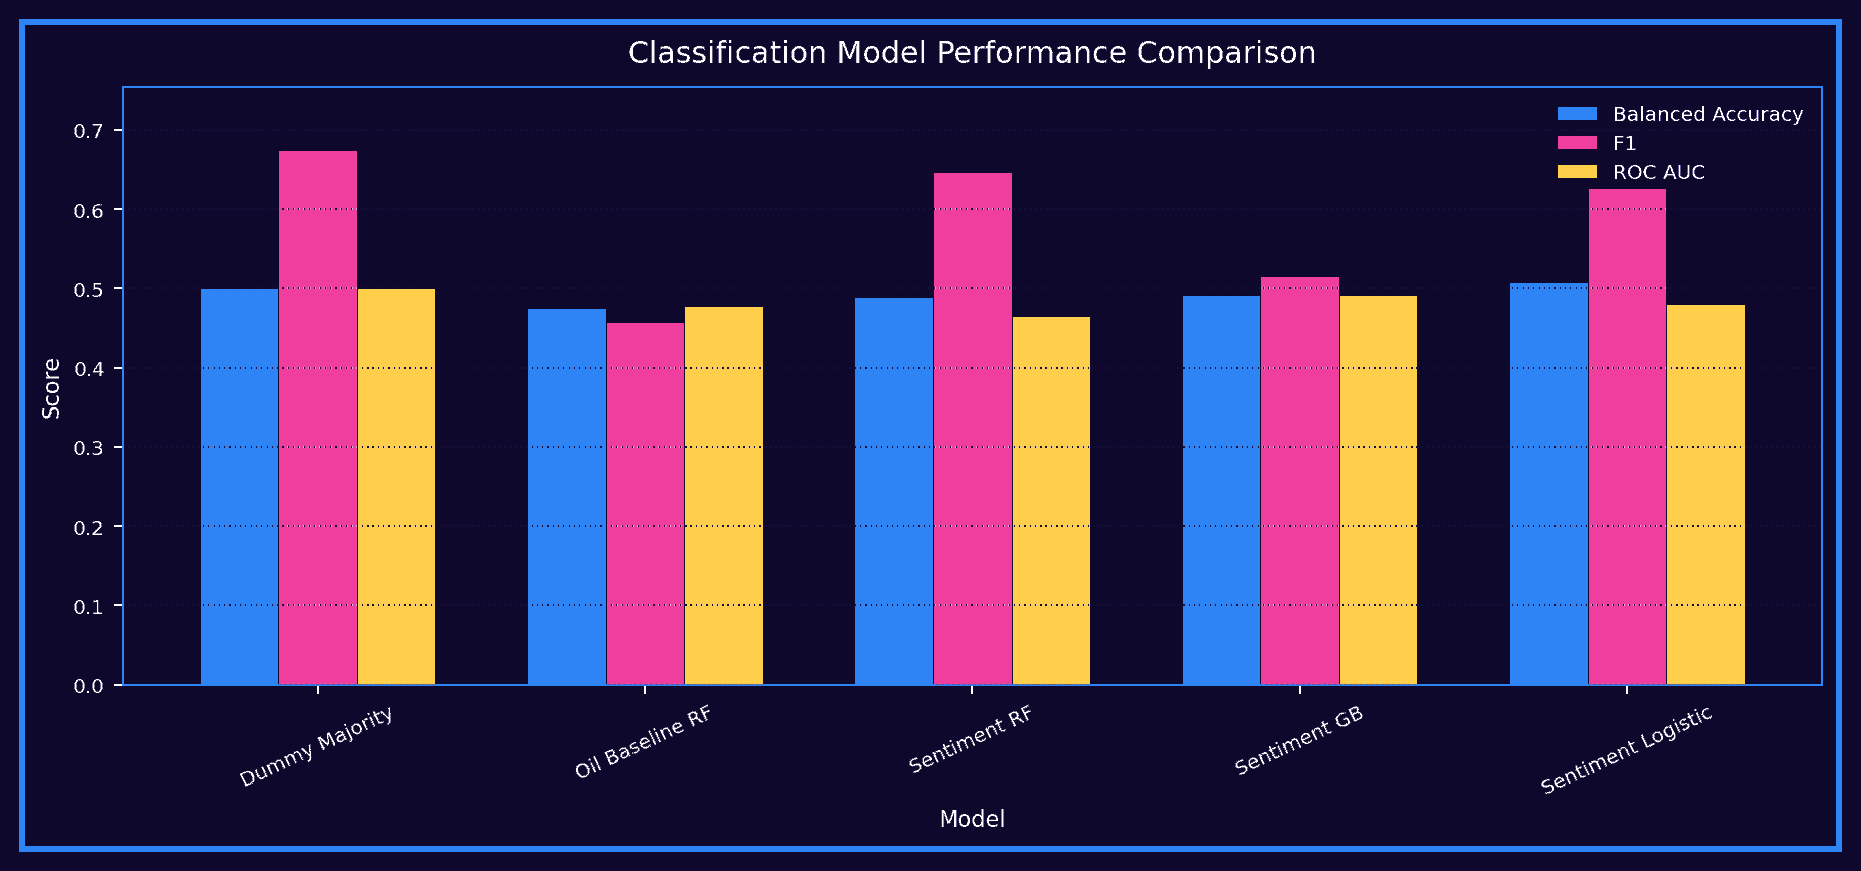 Classification Model Performance Comparison
Balanced Accuracy
F1
ROC AUC
Score
0.7
0.6
0.5
0.4
0.3
0.2
0.1
0.0
Dummy Majority
Oil Baseline RF
Sentiment RF
Sentiment GB
Sentiment Logistic
Model